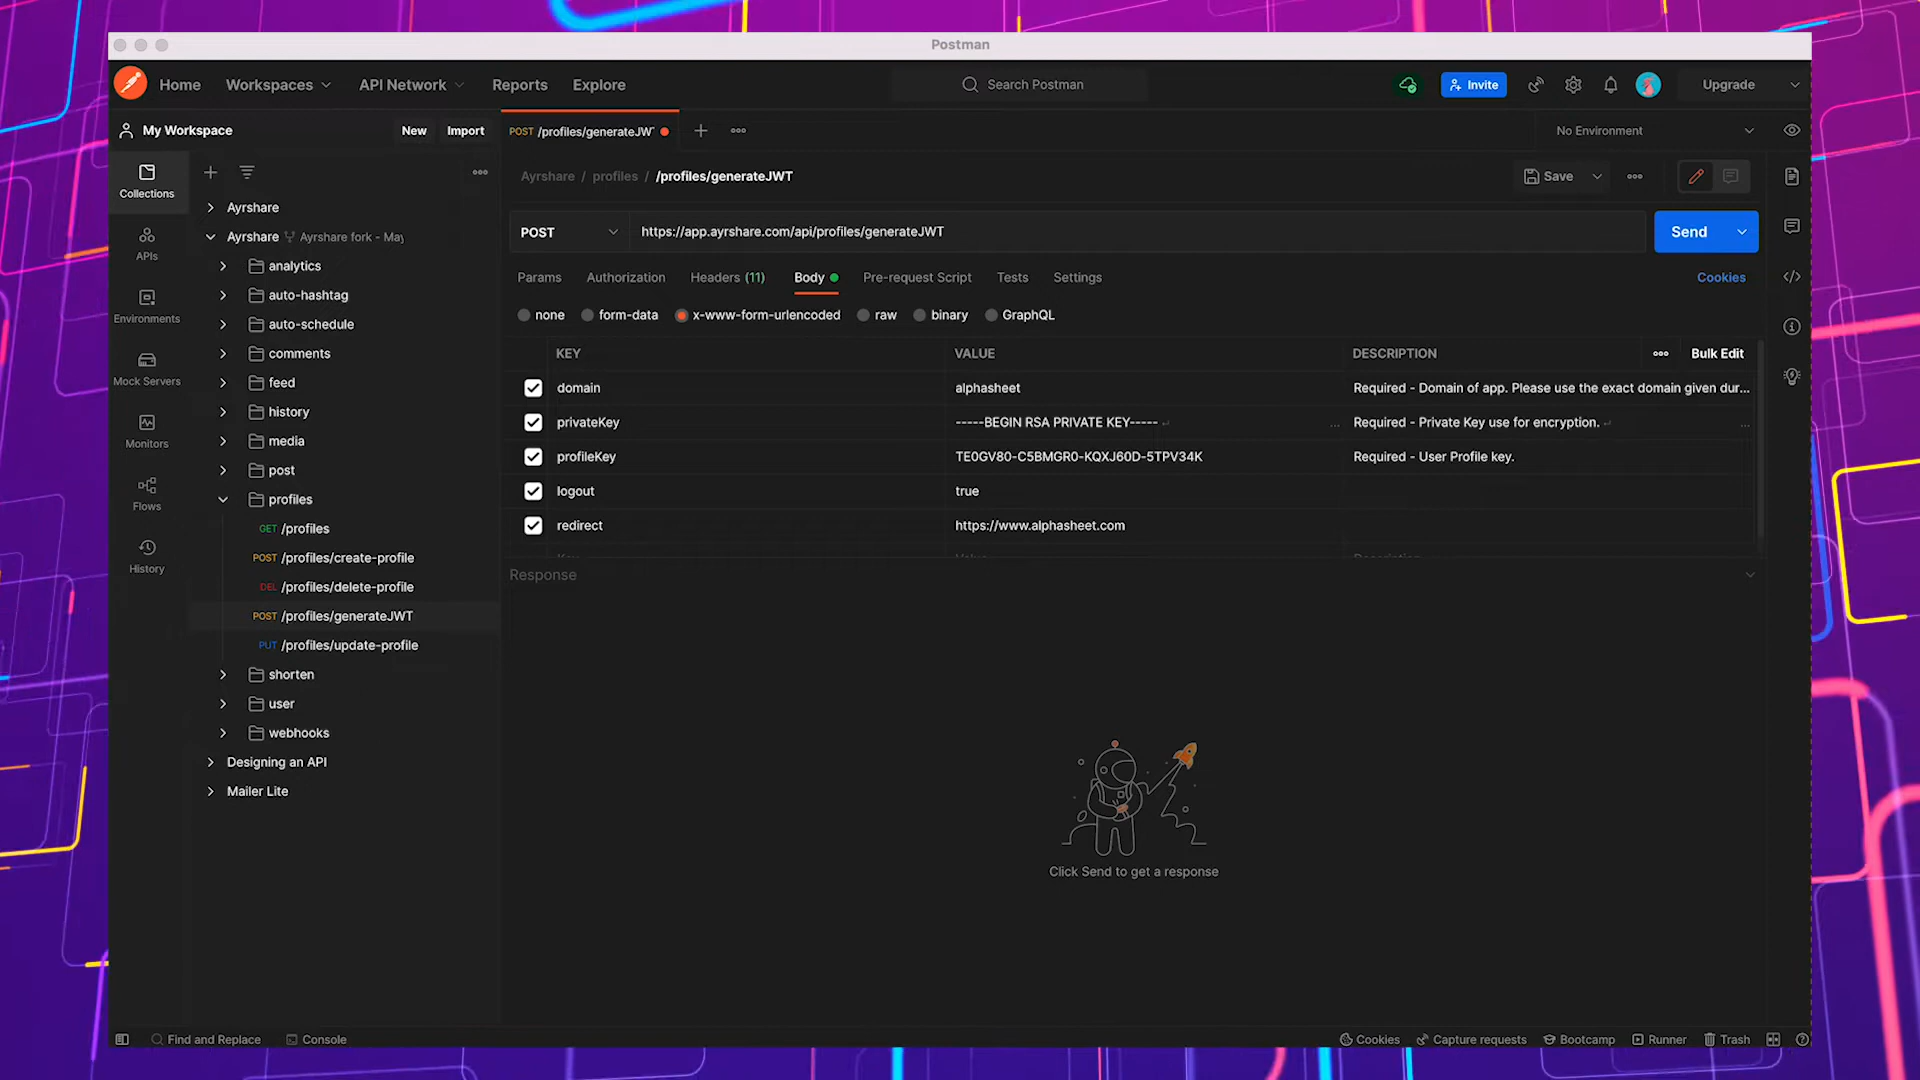 Postman
Home
Workspaces
API Network
Reports
Explore
Search Postman
Invite
Upgrade
My Workspace
New
Import
POST /profiles/generateJW
No Environment
Collections
APIs
Environments
Mock Servers
Monitors
Flows
History
Ayrshare
Ayrshare Ayrshare fork - May
analytics
auto-hashtag
auto-schedule
comments
feed
history
media
post
profiles
GET /profiles
POST /profiles/create-profile
DEL /profiles/delete-profile
POST /profiles/generateJWT
PUT /profiles/update-profile
shorten
user
webhooks
Designing an API
Mailer Lite
Ayrshare / profiles / /profiles/generateJWT
Save
POST
https://app.ayrshare.com/api/profiles/generateJWT
Send
Params
Authorization
Headers (11)
Body
Pre-request Script
Tests
Settings
Cookies
none
form-data
x-www-form-urlencoded
raw
binary
GraphQL
KEY VALUE DESCRIPTION
Bulk Edit
domain alphasheet Required - Domain of app. Please use the exact domain given dur...
privateKey -----BEGIN RSA PRIVATE KEY----- ... Required - Private Key use for encryption. ...
profileKey TE0GV80-C5BMGR0-KQXJ60D-5TPV34K Required - User Profile key.
logout true
redirect https://www.alphasheet.com
Response
Click Send to get a response
Find and Replace
Console
Cookies
Capture requests
Bootcamp
Runner
Trash